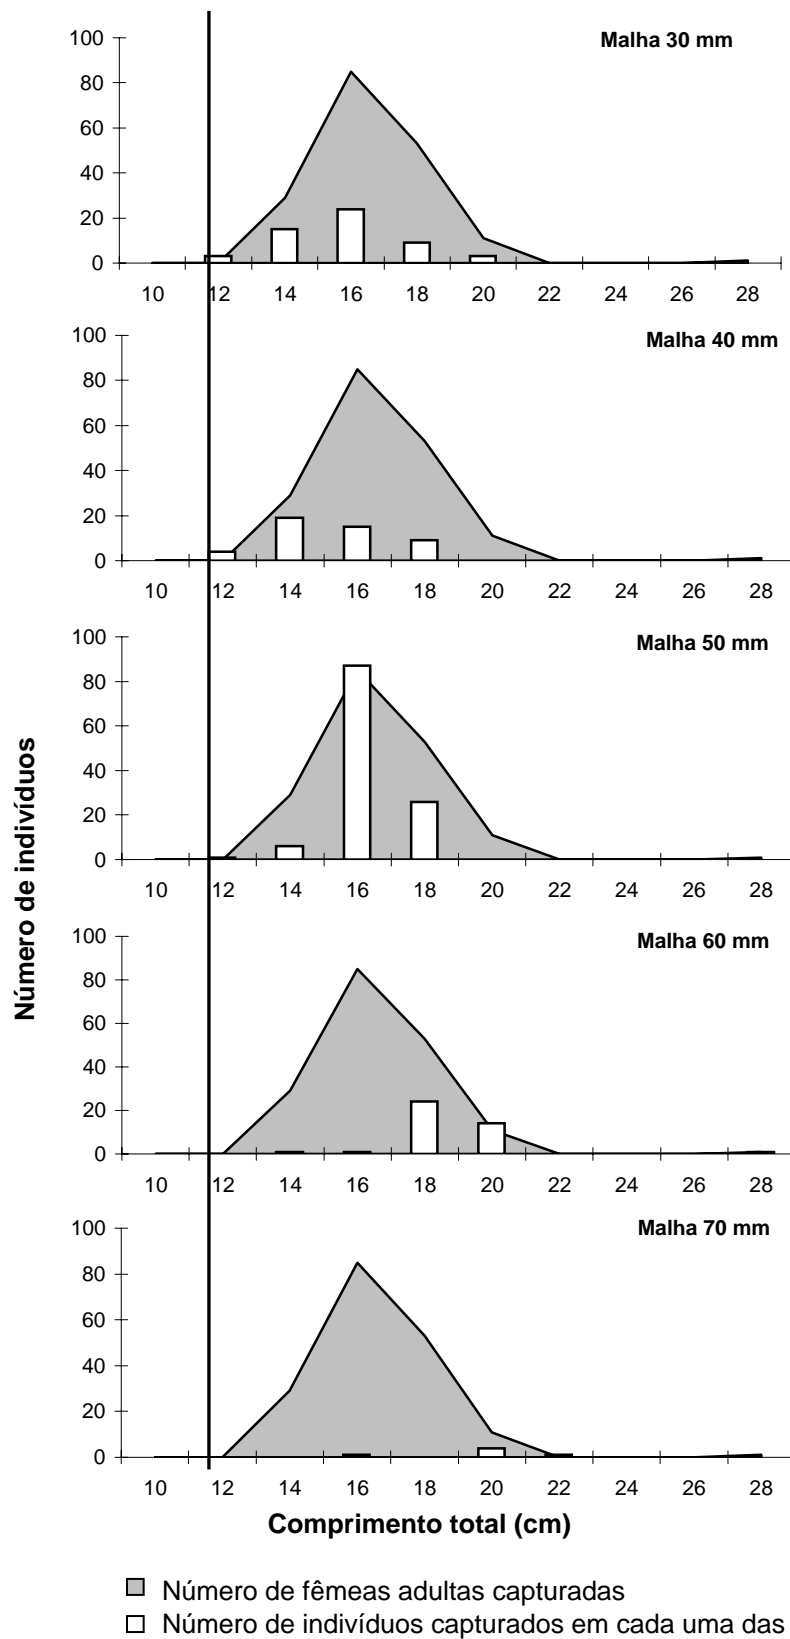 Malha 30 mm
100
80
60
40
20
0
10 12 14 16 18 20 22 24 26 28
Malha 40 mm
100
80
60
40
20
0
10 12 14 16 18 20 22 24 26 28
Malha 50 mm
100
80
60
40
20
0
10 12 14 16 18 20 22 24 26 28
Número de indivíduos
Malha 60 mm
100
80
60
40
20
0
10 12 14 16 18 20 22 24 26 28
Malha 70 mm
100
80
60
40
20
0
10 12 14 16 18 20 22 24 26 28
Comprimento total (cm)
Número de fêmeas adultas capturadas
Número de indivíduos capturados em cada uma das